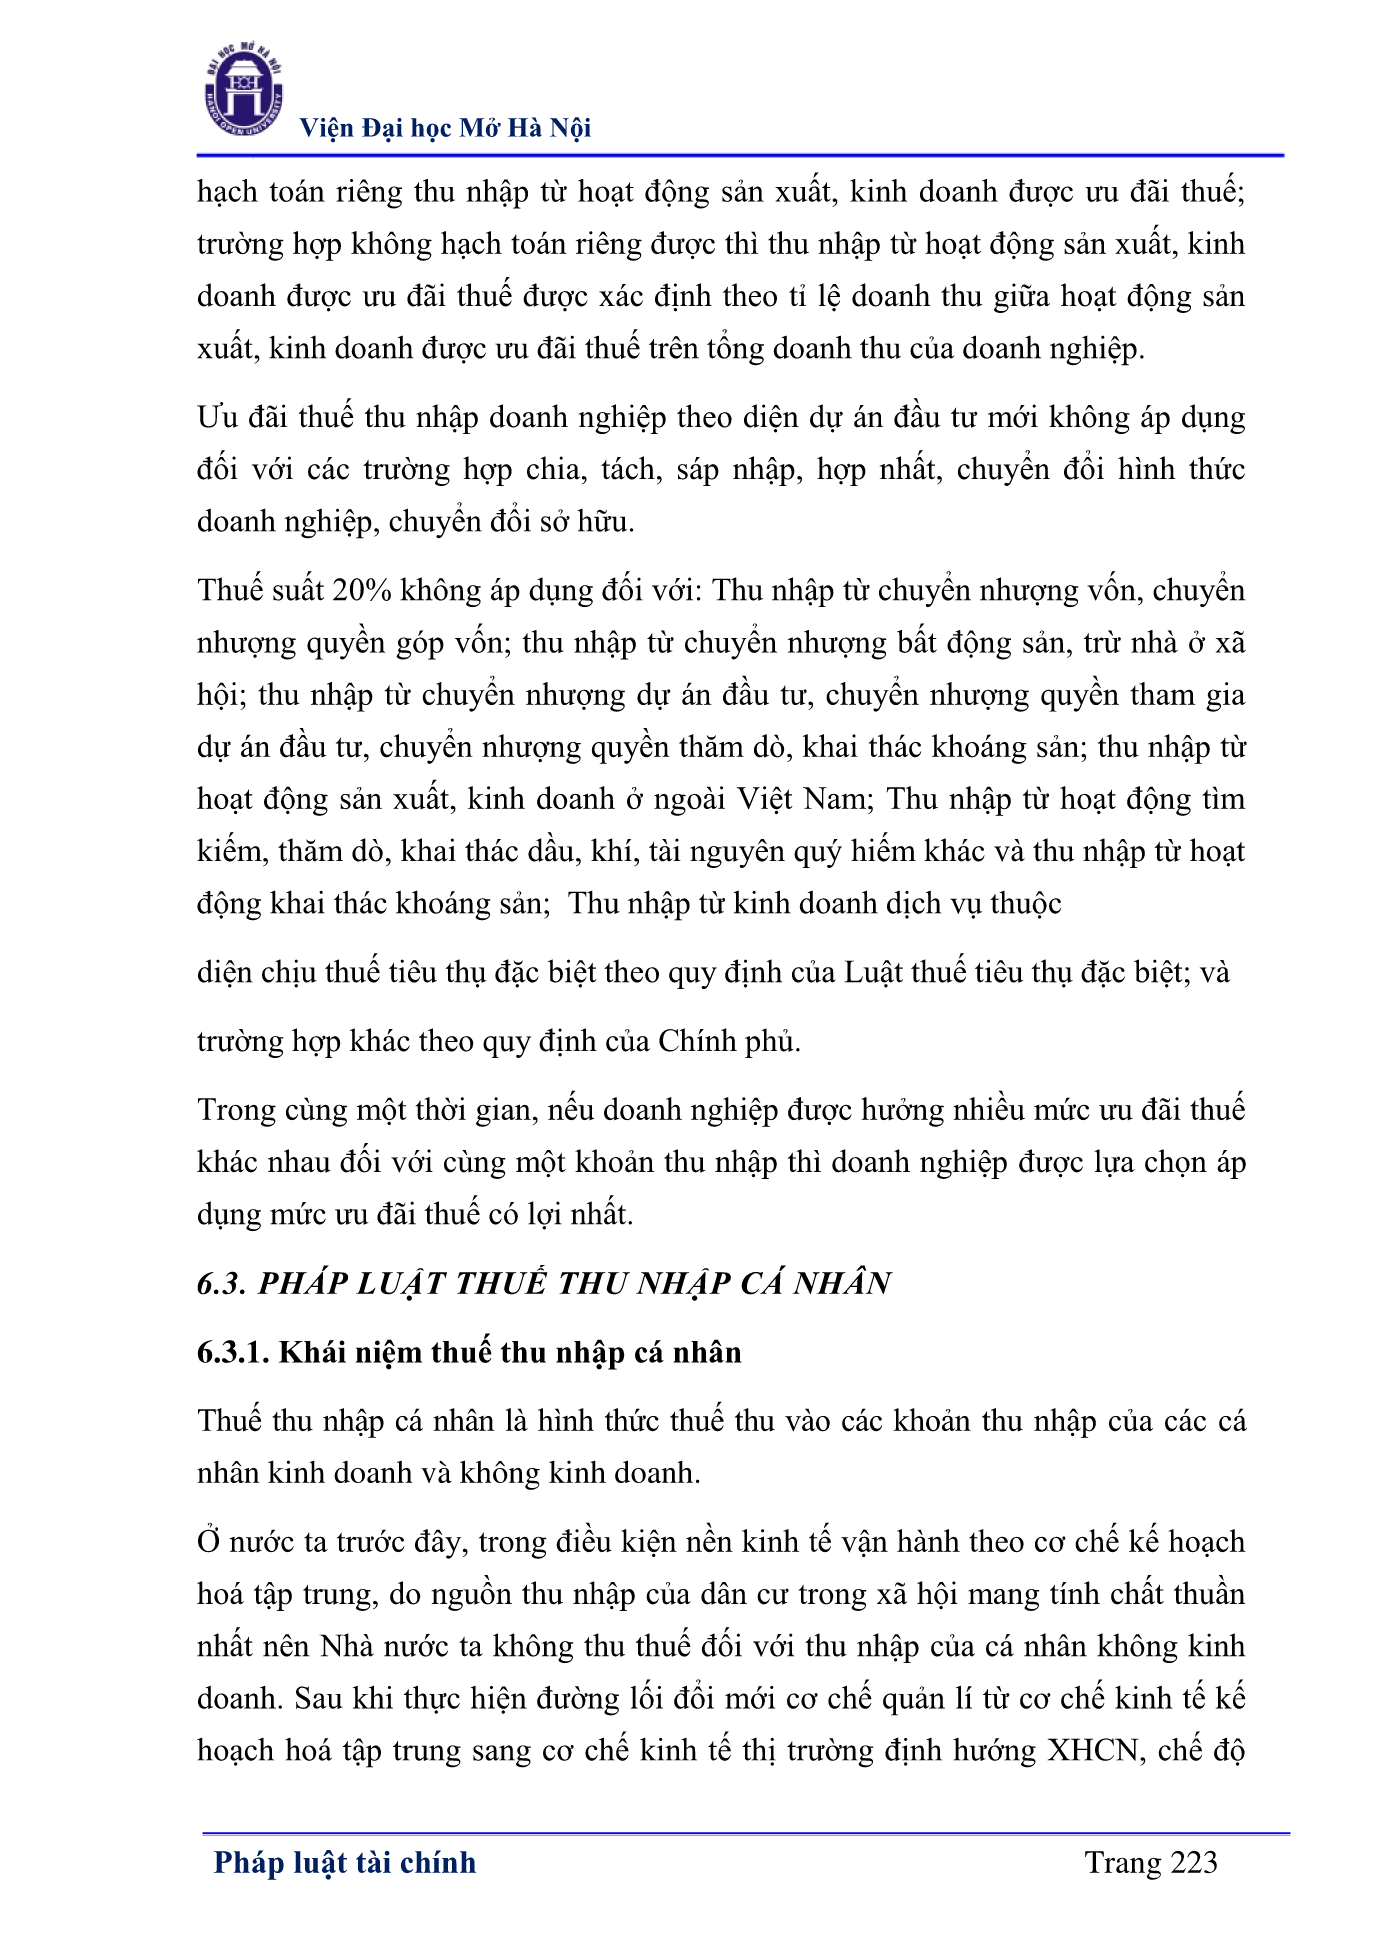 ĐẠI HỌC MỞ HÀ NỘI
HANOI OPEN UNIVERSITY
Viện Đại học Mở Hà Nội
hạch toán riêng thu nhập từ hoạt động sản xuất, kinh doanh được ưu đãi thuế;
trường hợp không hạch toán riêng được thì thu nhập từ hoạt động sản xuất, kinh
doanh được ưu đãi thuế được xác định theo tỉ lệ doanh thu giữa hoạt động sản
xuất, kinh doanh được ưu đãi thuế trên tổng doanh thu của doanh nghiệp.
Ưu đãi thuế thu nhập doanh nghiệp theo diện dự án đầu tư mới không áp dụng
đối với các trường hợp chia, tách, sáp nhập, hợp nhất, chuyển đổi hình thức
doanh nghiệp, chuyển đổi sở hữu.
Thuế suất 20% không áp dụng đối với: Thu nhập từ chuyển nhượng vốn, chuyển
nhượng quyền góp vốn; thu nhập từ chuyển nhượng bất động sản, trừ nhà ở xã
hội; thu nhập từ chuyển nhượng dự án đầu tư, chuyển nhượng quyền tham gia
dự án đầu tư, chuyển nhượng quyền thăm dò, khai thác khoáng sản; thu nhập từ
hoạt động sản xuất, kinh doanh ở ngoài Việt Nam; Thu nhập từ hoạt động tìm
kiếm, thăm dò, khai thác dầu, khí, tài nguyên quý hiếm khác và thu nhập từ hoạt
động khai thác khoáng sản;  Thu nhập từ kinh doanh dịch vụ thuộc
diện chịu thuế tiêu thụ đặc biệt theo quy định của Luật thuế tiêu thụ đặc biệt; và
trường hợp khác theo quy định của Chính phủ.
Trong cùng một thời gian, nếu doanh nghiệp được hưởng nhiều mức ưu đãi thuế
khác nhau đối với cùng một khoản thu nhập thì doanh nghiệp được lựa chọn áp
dụng mức ưu đãi thuế có lợi nhất.
6.3. PHÁP LUẬT THUẾ THU NHẬP CÁ NHÂN
6.3.1. Khái niệm thuế thu nhập cá nhân
Thuế thu nhập cá nhân là hình thức thuế thu vào các khoản thu nhập của các cá
nhân kinh doanh và không kinh doanh.
Ở nước ta trước đây, trong điều kiện nền kinh tế vận hành theo cơ chế kế hoạch
hoá tập trung, do nguồn thu nhập của dân cư trong xã hội mang tính chất thuần
nhất nên Nhà nước ta không thu thuế đối với thu nhập của cá nhân không kinh
doanh. Sau khi thực hiện đường lối đổi mới cơ chế quản lí từ cơ chế kinh tế kế
hoạch hoá tập trung sang cơ chế kinh tế thị trường định hướng XHCN, chế độ
Pháp luật tài chính
Trang 223